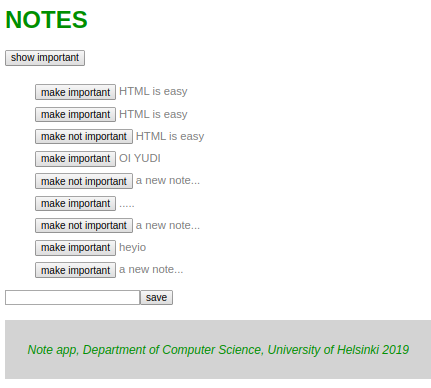 NOTES
show important
make important HTML is easy
make important HTML is easy
make not important HTML is easy
make important OI YUDI
make not important a new note...
make important .....
make not important a new note...
make important heyio
make important a new note...
save
Note app, Department of Computer Science, University of Helsinki 2019